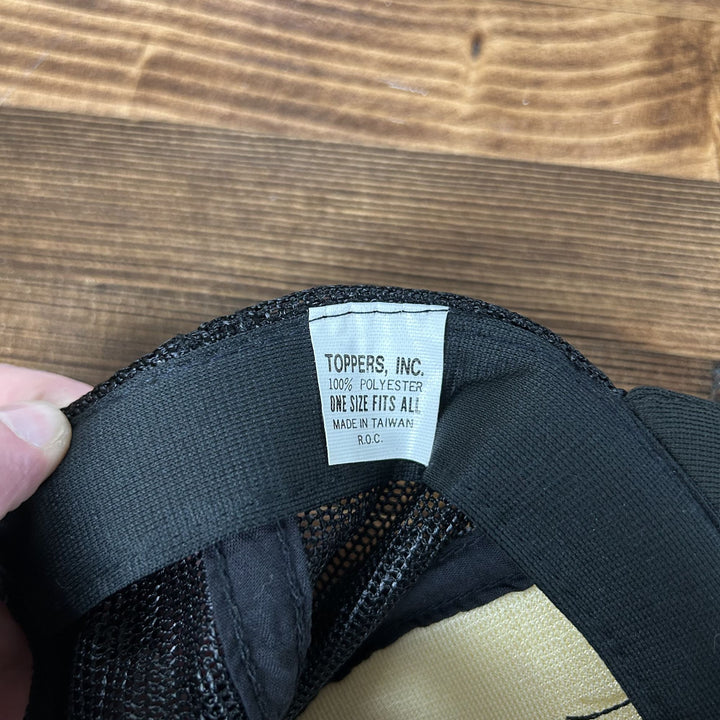 TOPPERS, INC.
100% POLYESTER
ONE SIZE FITS ALL
MADE IN TAIWAN
R.O.C.